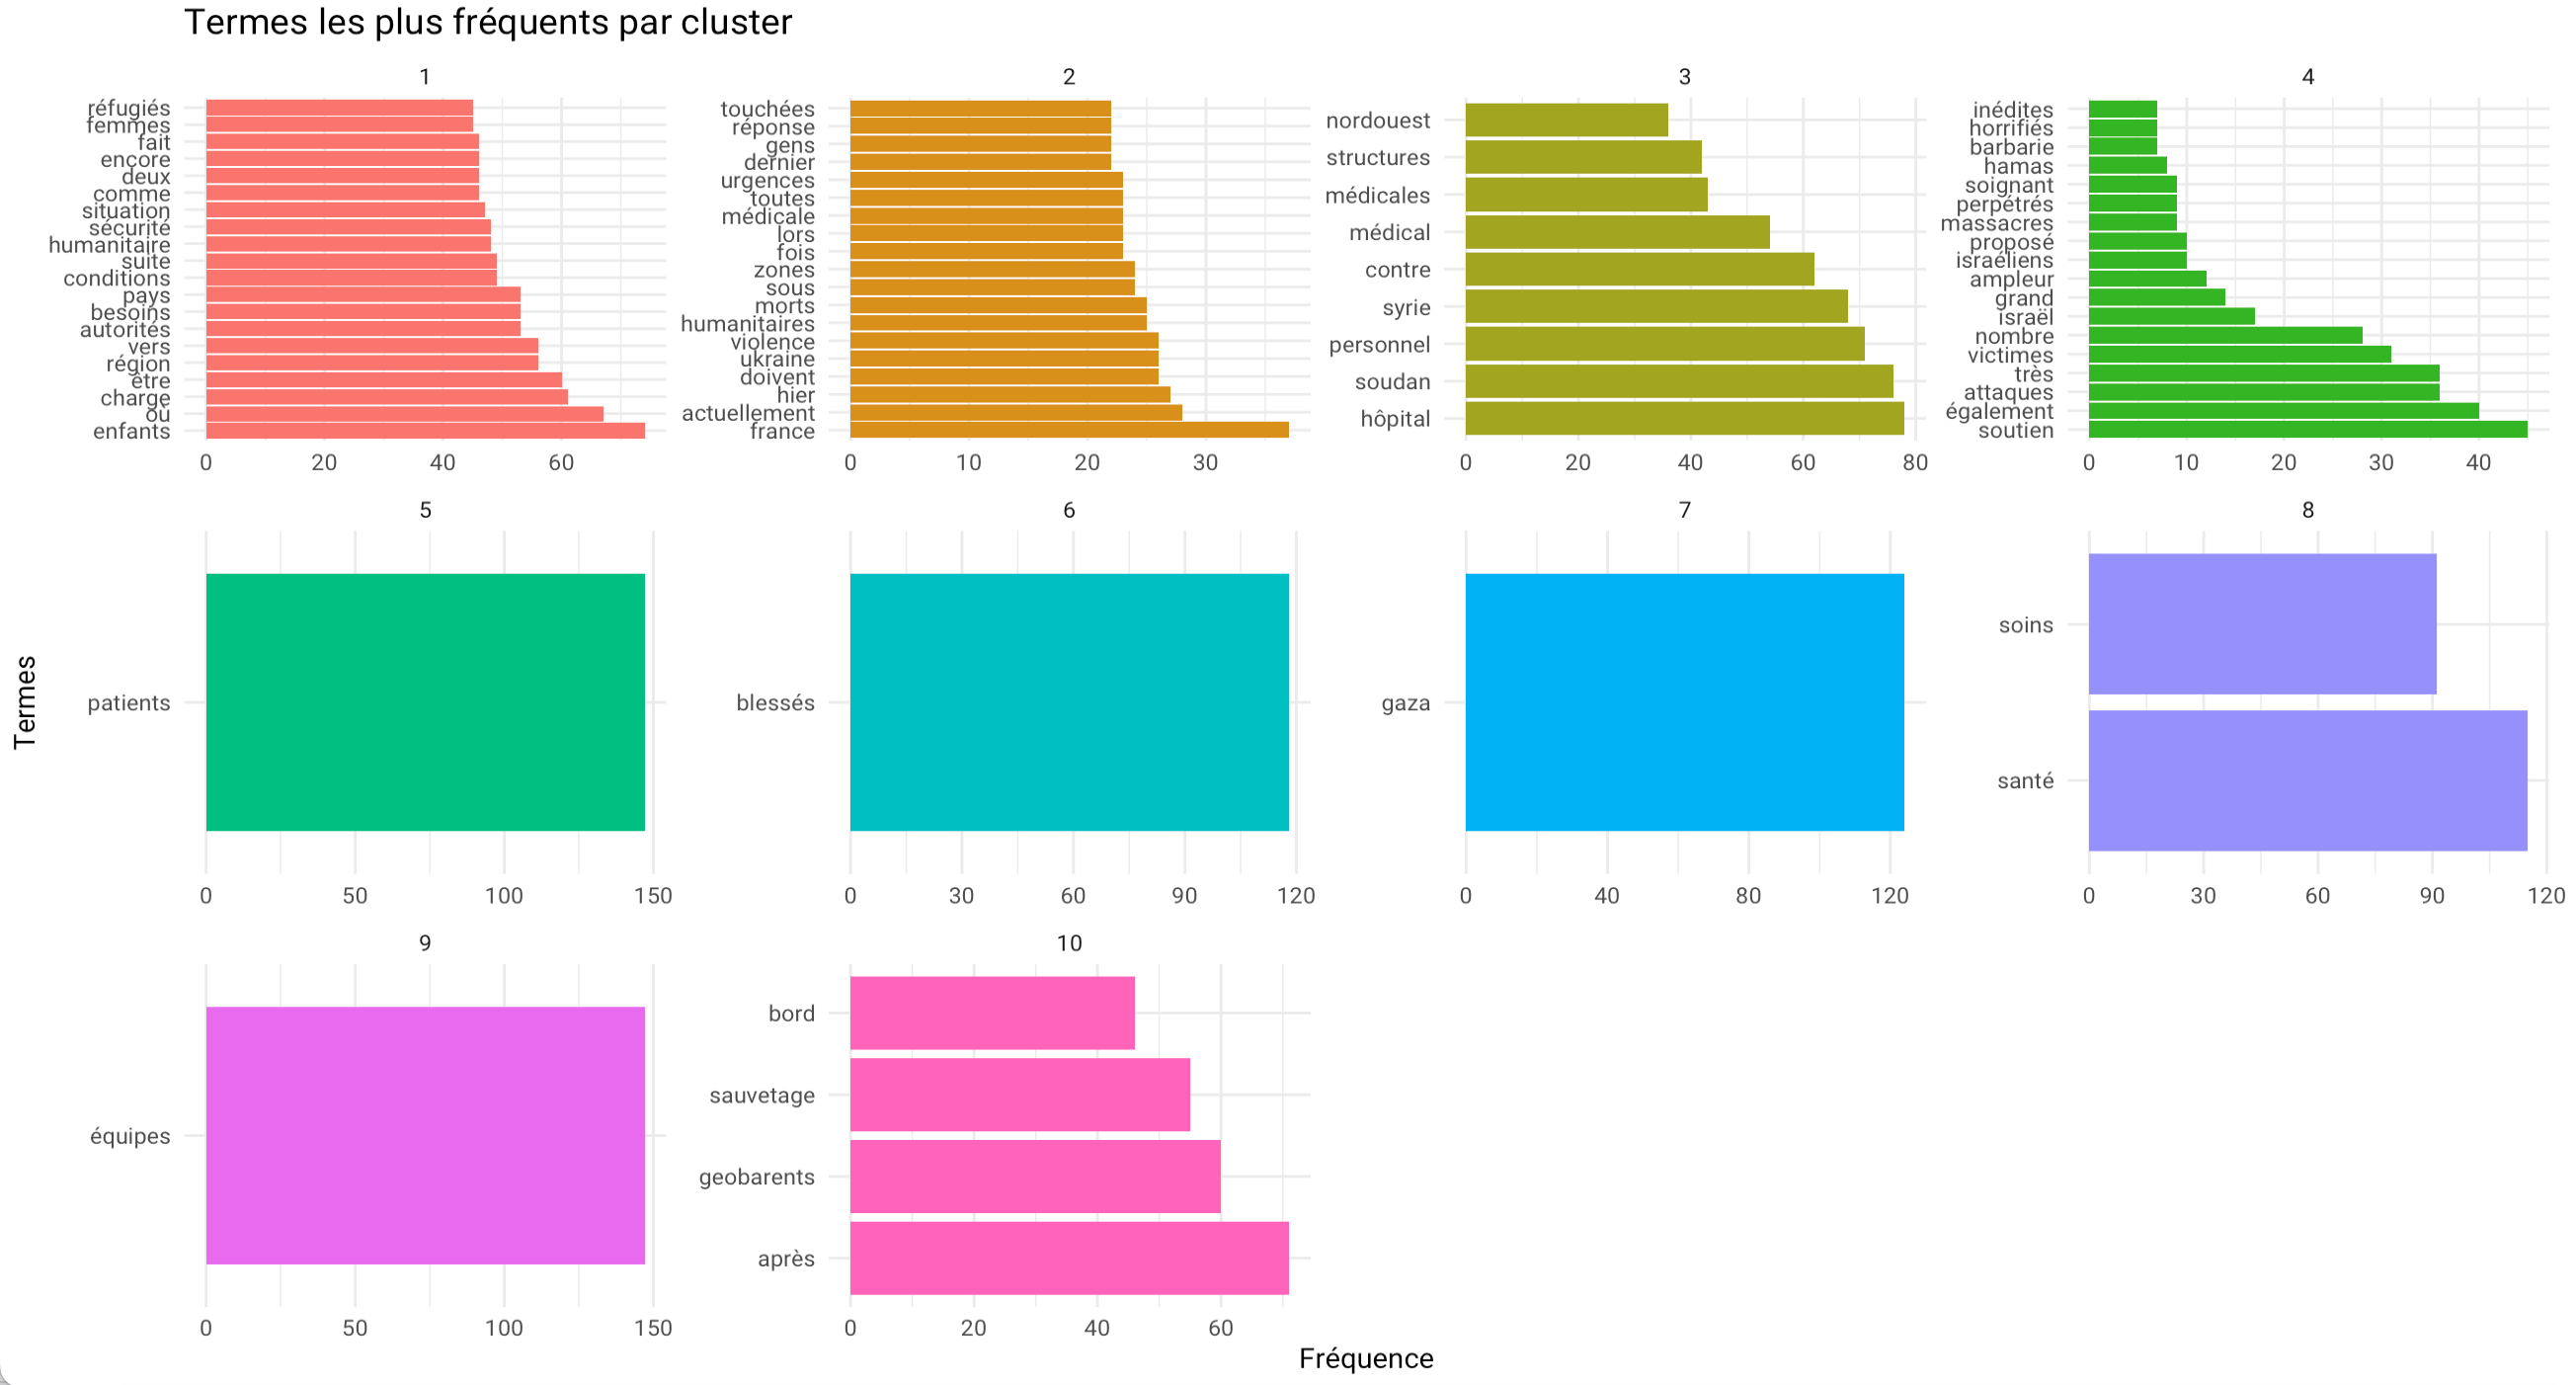 Termes les plus fréquents par cluster
1
réfugiés
femmes
fait
encore
deux
comme
situation
sécurité
humanitaire
suite
conditions
pays
besoins
autorités
vers
région
être
charge
où
enfants
0 20 40 60
2
touchées
réponse
gens
dernier
urgences
toutes
médicale
lors
fois
zones
sous
morts
humanitaires
violence
ukraine
doivent
hier
actuellement
france
0 10 20 30
3
nordouest
structures
médicales
médical
contre
syrie
personnel
soudan
hôpital
0 20 40 60 80
4
inédites
horrifiés
barbarie
hamas
soignant
perpétrés
massacres
proposé
israéliens
ampleur
grand
israël
nombre
victimes
très
attaques
également
soutien
0 10 20 30 40
Termes
5
patients
0 50 100 150
6
blessés
0 30 60 90 120
7
gaza
0 40 80 120
8
soins
santé
0 30 60 90 120
9
équipes
0 50 100 150
10
bord
sauvetage
geobarents
après
0 20 40 60
Fréquence